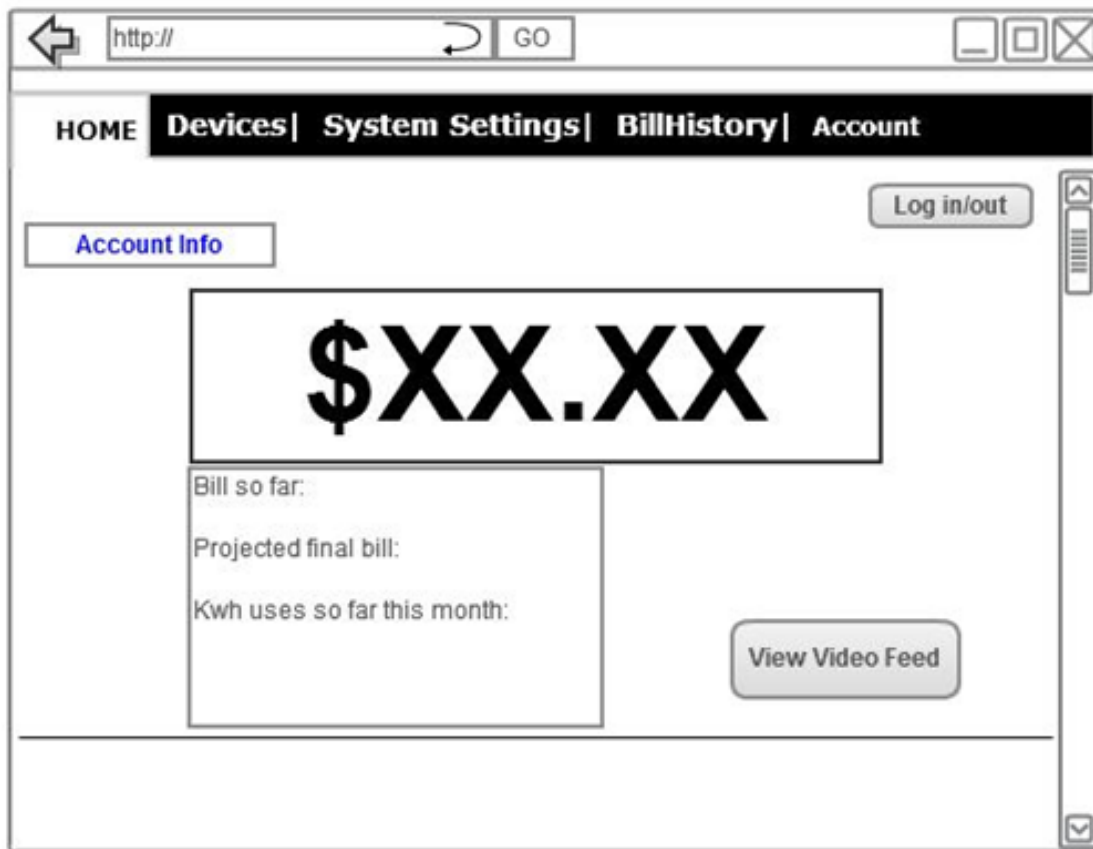 http:// GO
HOME Devices| System Settings| BillHistory| Account
Log in/out
Account Info
$XX.XX
Bill so far:
Projected final bill:
Kwh uses so far this month:
View Video Feed